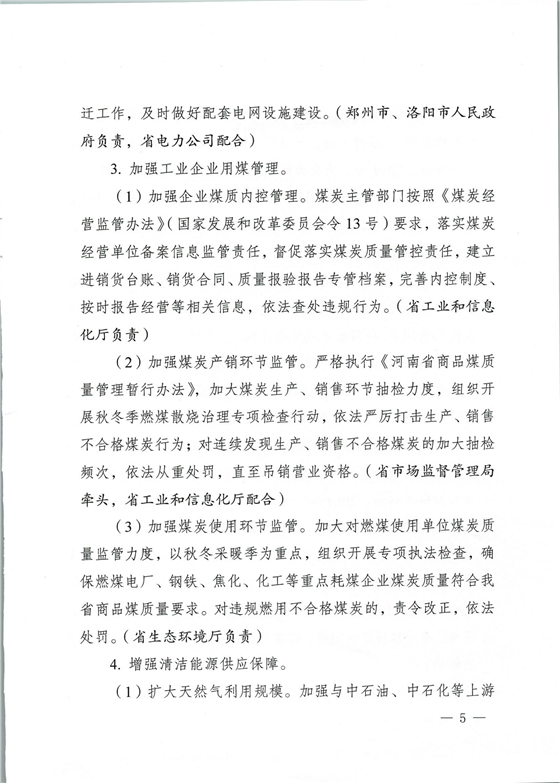 迁工作，及时做好配套电网设施建设。（郑州市、洛阳市人民政
府负责，省电力公司配合）
3. 加强工业企业用煤管理。
（1）加强企业煤质内控管理。煤炭主管部门按照《煤炭经
营监管办法》（国家发展和改革委员会令 13 号）要求，落实煤炭
经营单位备案信息监管责任，督促落实煤炭质量管控责任，建立
进销货台账、销货合同、质量报验报告专管档案，完善内控制度、
按时报告经营等相关信息，依法查处违规行为。（省工业和信息
化厅负责）
（2）加强煤炭产销环节监管。严格执行《河南省商品煤质
量管理暂行办法》，加大煤炭生产、销售环节抽检力度，组织开
展秋冬季燃煤散烧治理专项检查行动，依法严厉打击生产、销售
不合格煤炭行为；对连续发现生产、销售不合格煤炭的加大抽检
频次，依法从重处罚，直至吊销营业资格。（省市场监督管理局
牵头，省工业和信息化厅配合）
（3）加强煤炭使用环节监管。加大对燃煤使用单位煤炭质
量监管力度，以秋冬采暖季为重点，组织开展专项执法检查，确
保燃煤电厂、钢铁、焦化、化工等重点耗煤企业煤炭质量符合我
省商品煤质量要求。对违规燃用不合格煤炭的，责令改正，依法
处罚。（省生态环境厅负责）
4. 增强清洁能源供应保障。
（1）扩大天然气利用规模。加强与中石油、中石化等上游
— 5 —